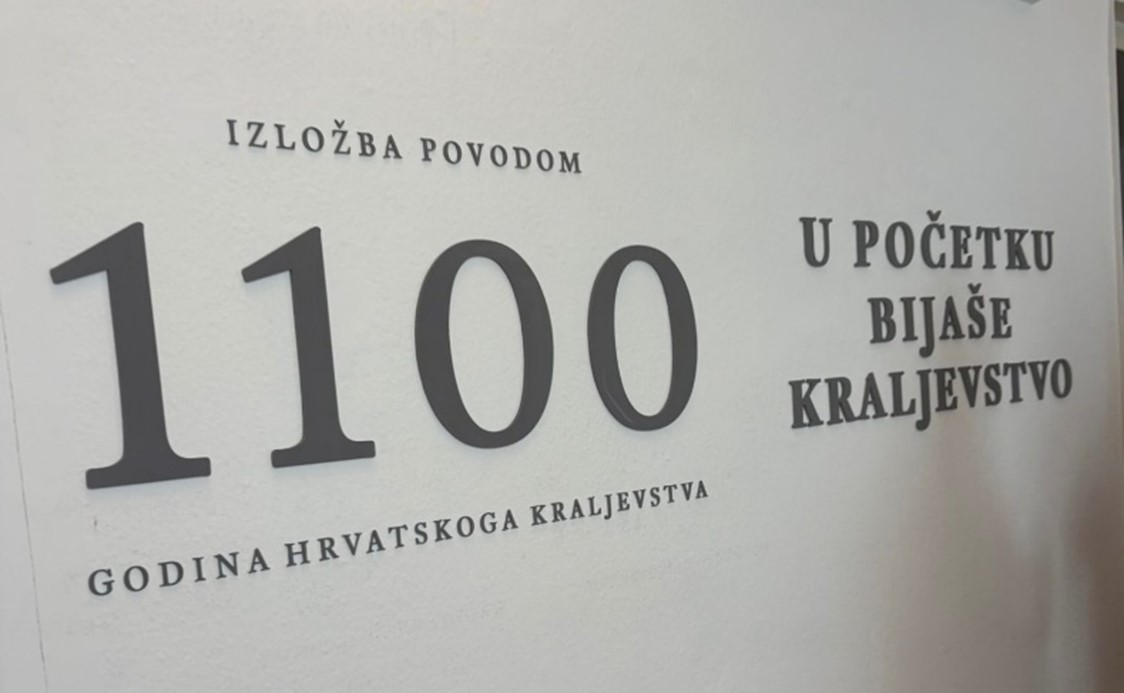 IZLOŽBA POVODOM
1100
GODINA HRVATSKOGA KRALJEVSTVA
U POČETKU
BIJAŠE
KRALJEVSTVO